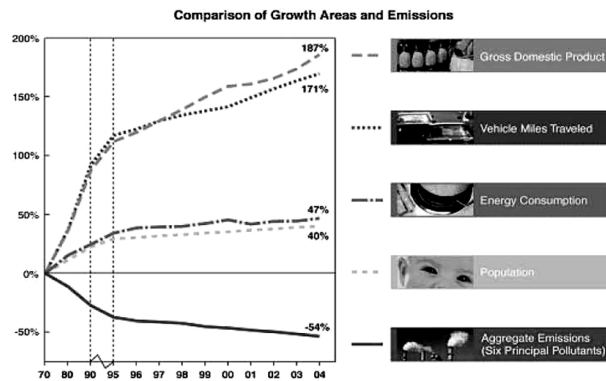 Comparison of Growth Areas and Emissions
200%
150%
100%
50%
0%
-50%
187%
171%
47%
40%
-54%
70 80 90 95 96 97 98 99 00 01 02 03 04
Gross Domestic Product
Vehicle Miles Traveled
Energy Consumption
Population
Aggregate Emissions
(Six Principal Pollutants)